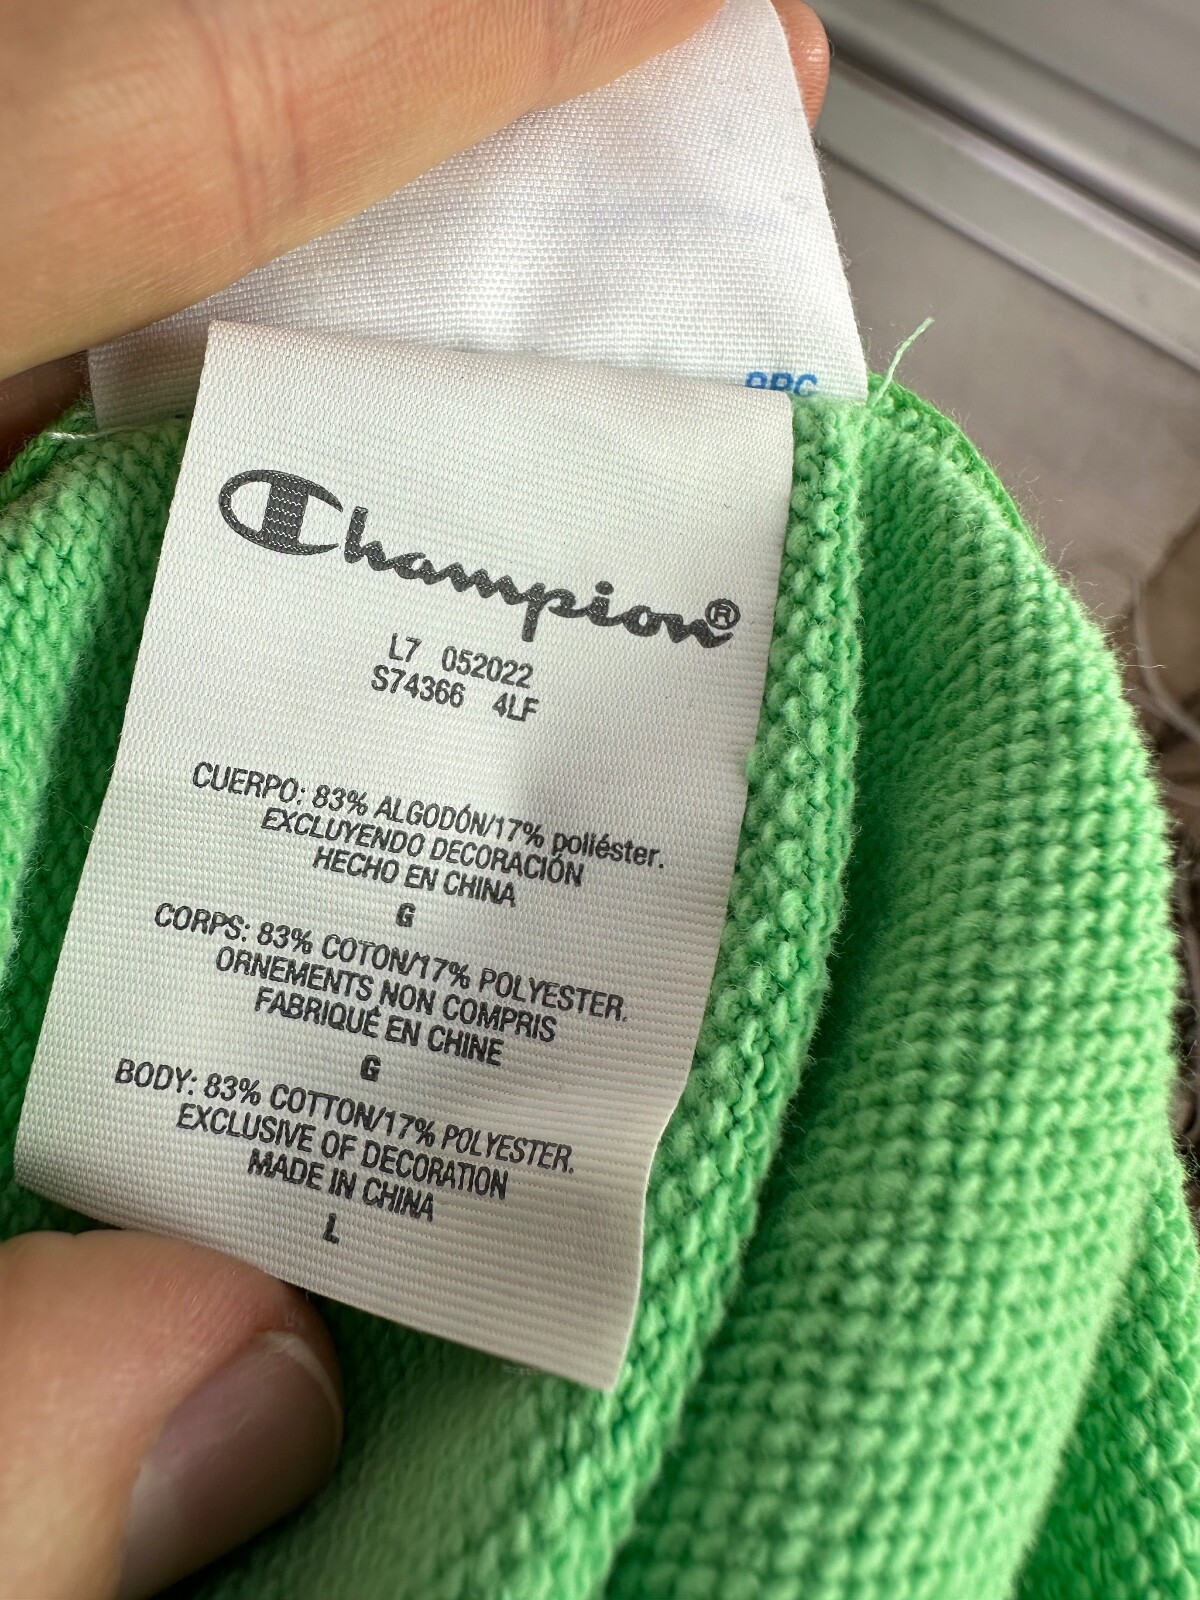 Champion®
L7 052022
S74366 4LF
CUERPO: 83% ALGODÓN/17% poliéster.
EXCLUYENDO DECORACIÓN
HECHO EN CHINA
G
CORPS: 83% COTON/17% POLYESTER.
ORNEMENTS NON COMPRIS
FABRIQUÉ EN CHINE
G
BODY: 83% COTTON/17% POLYESTER.
EXCLUSIVE OF DECORATION
MADE IN CHINA
L